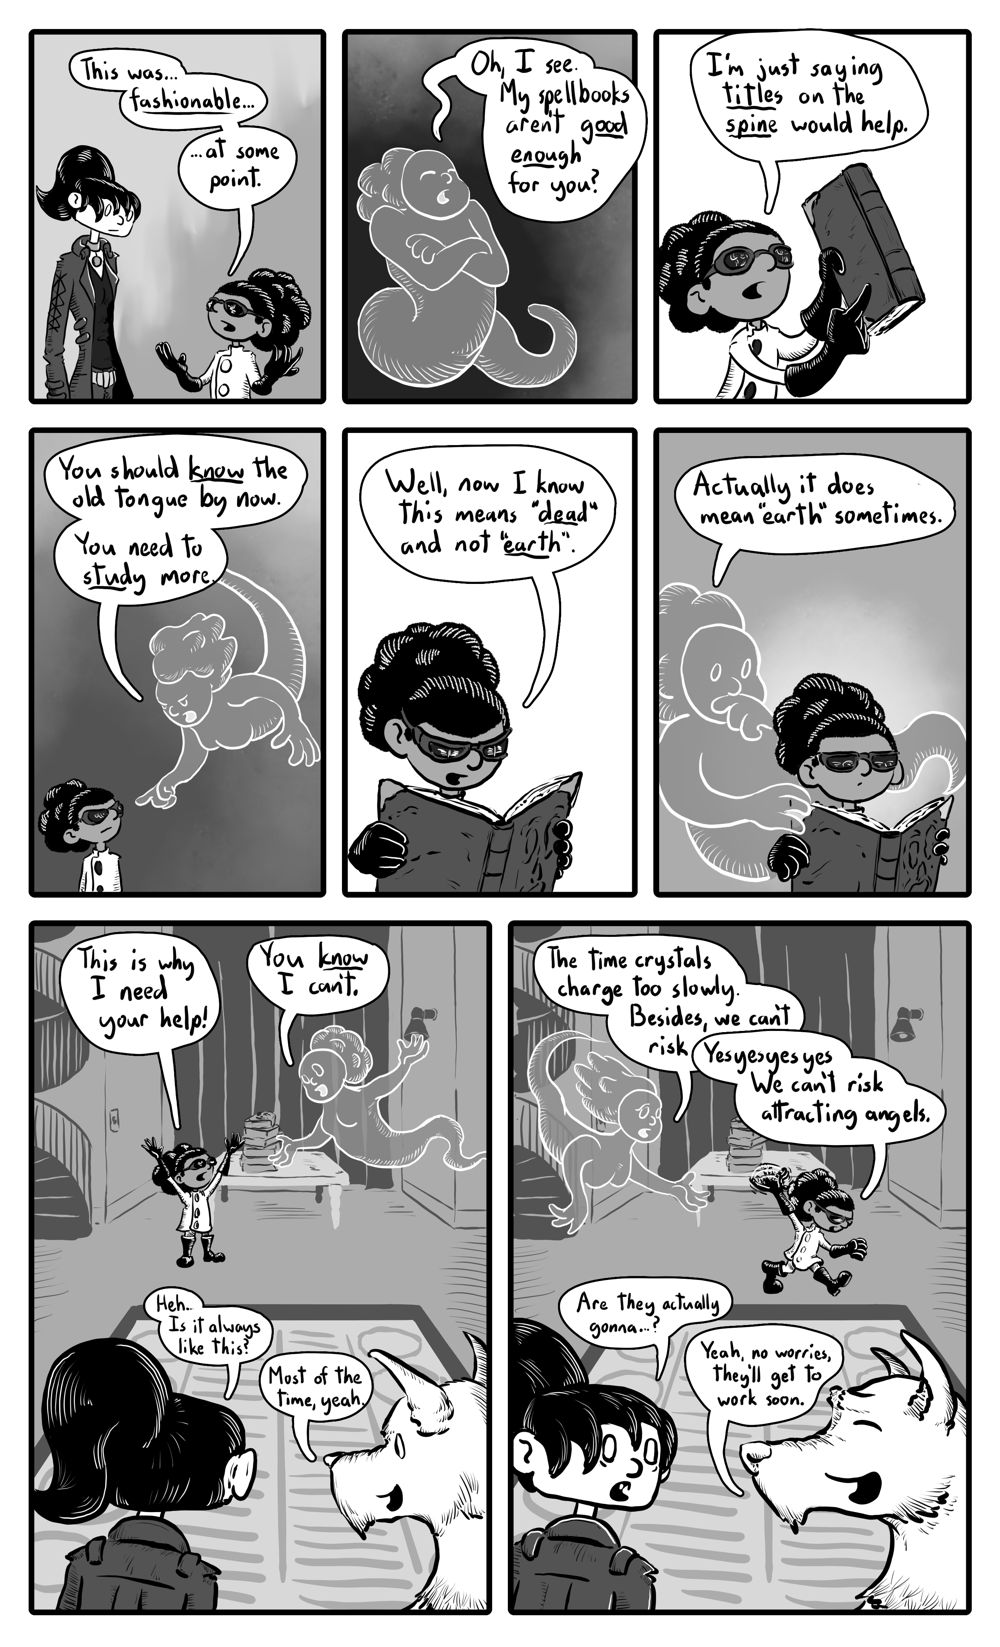 This was...
fashionable...
...at some
point.
Oh, I see.
My spellbooks
aren't good
enough
for you?
I'm just saying
titles on the
spine would help.
You should know the
old tongue by now.
You need to
study more.
Well, now I know
this means "dead"
and not "earth".
Actually it does
mean "earth" sometimes.
This is why
I need
your help!
You know
I can't.
Heh..
Is it always
like this?
Most of the
time, yeah.
The time crystals
charge too slowly.
Besides, we can't
risk
Yesyesyesyes
We can't risk
attracting angels.
Are they actually
gonna...?
Yeah, no worries,
they'll get to
work soon.